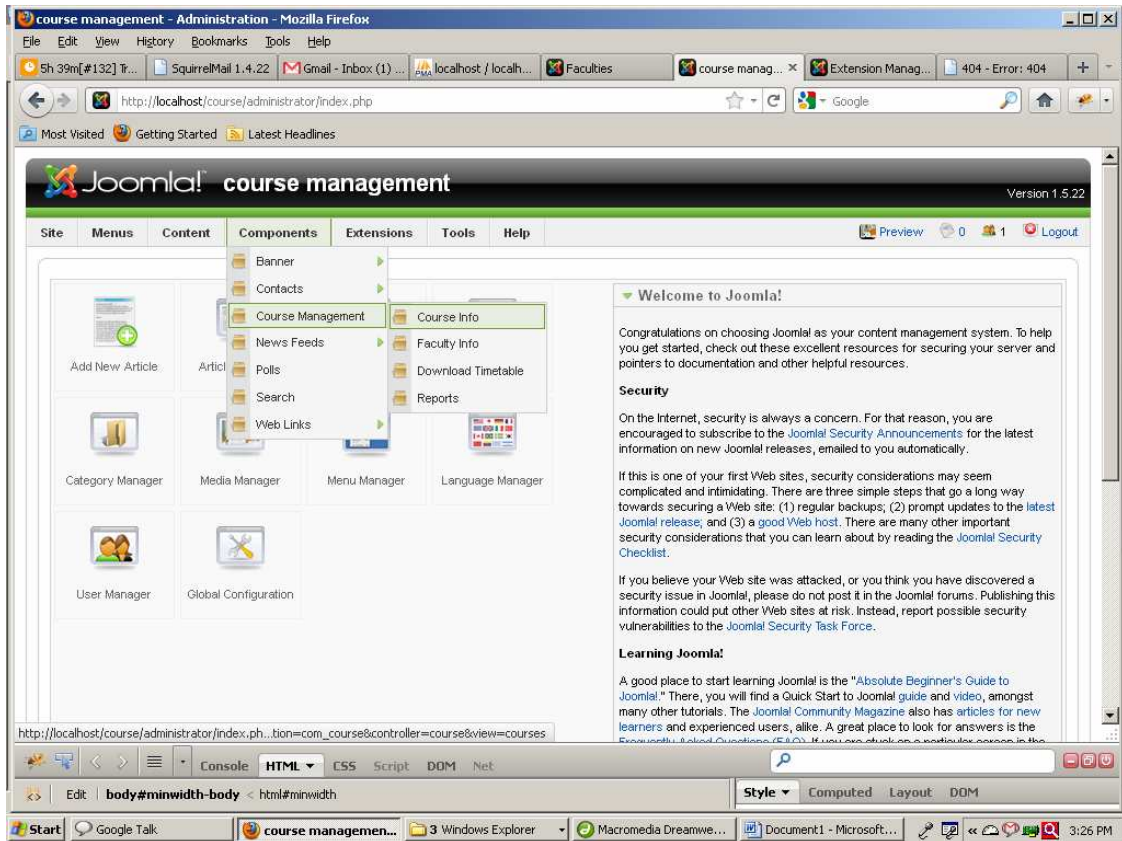 course management - Administration - Mozilla Firefox
File Edit View History Bookmarks Tools Help
5h 39m[#132] Tr... SquirrelMail 1.4.22 Gmail - Inbox (1) ... localhost / localh... Faculties course manag... Extension Manag... 404 - Error: 404
http://localhost/course/administrator/index.php Google
Most Visited Getting Started Latest Headlines
Joomla! course management
Version 1.5.22
Site Menus Content Components Extensions Tools Help Preview 0 1 Logout
Banner
Contacts
Course Management
News Feeds
Polls
Search
Web Links
Course Info
Faculty Info
Download Timetable
Reports
Add New Article Articl
Category Manager Media Manager Menu Manager Language Manager
User Manager Global Configuration
Welcome to Joomla!
Congratulations on choosing Joomla! as your content management system. To help
you get started, check out these excellent resources for securing your server and
pointers to documentation and other helpful resources.
Security
On the Internet, security is always a concern. For that reason, you are
encouraged to subscribe to the Joomla! Security Announcements for the latest
information on new Joomla! releases, emailed to you automatically.
If this is one of your first Web sites, security considerations may seem
complicated and intimidating. There are three simple steps that go a long way
towards securing a Web site: (1) regular backups; (2) prompt updates to the latest
Joomla! release; and (3) a good Web host. There are many other important
security considerations that you can learn about by reading the Joomla! Security
Checklist.
If you believe your Web site was attacked, or you think you have discovered a
security issue in Joomla!, please do not post it in the Joomla! forums. Publishing this
information could put other Web sites at risk. Instead, report possible security
vulnerabilities to the Joomla! Security Task Force.
Learning Joomla!
A good place to start learning Joomla! is the "Absolute Beginner's Guide to
Joomla!." There, you will find a Quick Start to Joomla! guide and video, amongst
many other tutorials. The Joomla! Community Magazine also has articles for new
learners and experienced users, alike. A great place to look for answers is the
Frequently Asked Questions (FAQ). If you are stuck on a particular screen in the
http://localhost/course/administrator/index.ph...tion=com_course&controller=course&view=courses
Console HTML CSS Script DOM Net
Edit body#minwidth-body < html#minwidth Style Computed Layout DOM
Start Google Talk course managemen... 3 Windows Explorer Macromedia Dreamwe... Document1 - Microsoft... 3:26 PM